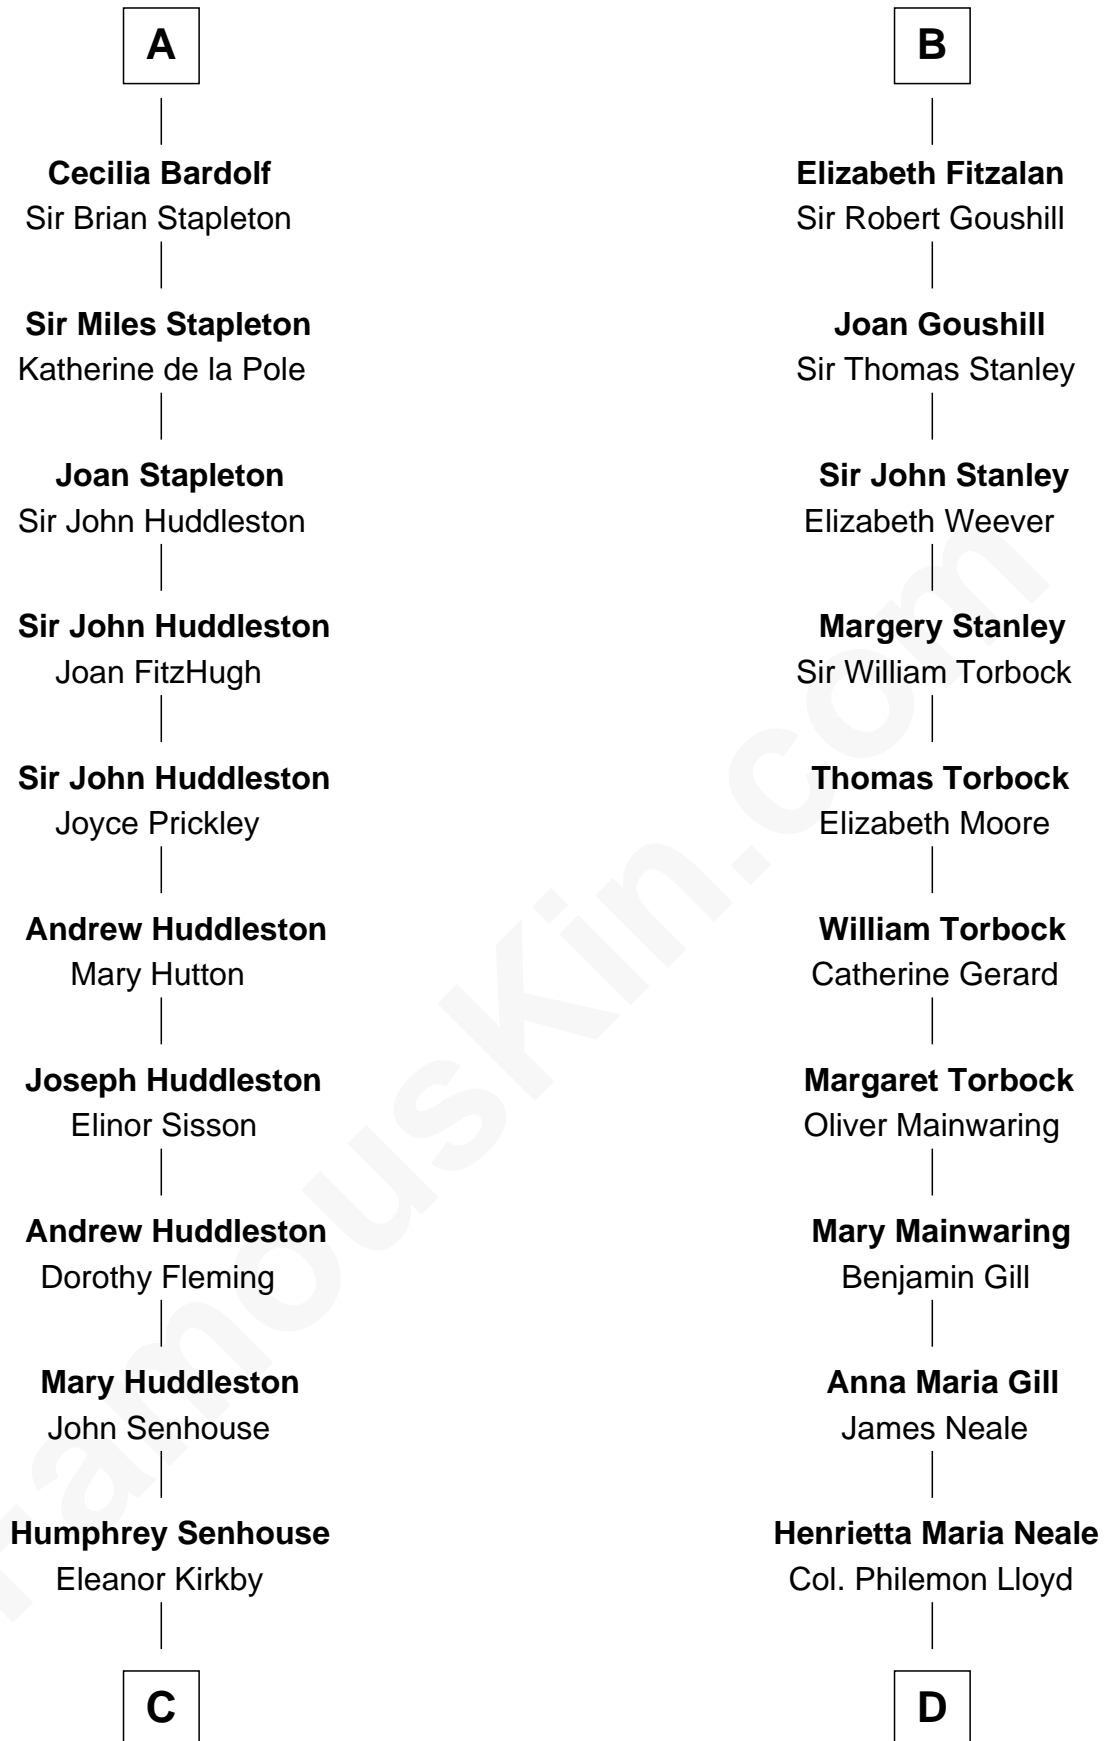 A
Cecilia Bardolf
Sir Brian Stapleton
Sir Miles Stapleton
Katherine de la Pole
Joan Stapleton
Sir John Huddleston
Sir John Huddleston
Joan FitzHugh
Sir John Huddleston
Joyce Prickley
Andrew Huddleston
Mary Hutton
Joseph Huddleston
Elinor Sisson
Andrew Huddleston
Dorothy Fleming
Mary Huddleston
John Senhouse
Humphrey Senhouse
Eleanor Kirkby
C
B
Elizabeth Fitzalan
Sir Robert Goushill
Joan Goushill
Sir Thomas Stanley
Sir John Stanley
Elizabeth Weever
Margery Stanley
Sir William Torbock
Thomas Torbock
Elizabeth Moore
William Torbock
Catherine Gerard
Margaret Torbock
Oliver Mainwaring
Mary Mainwaring
Benjamin Gill
Anna Maria Gill
James Neale
Henrietta Maria Neale
Col. Philemon Lloyd
D
FamousKin.com